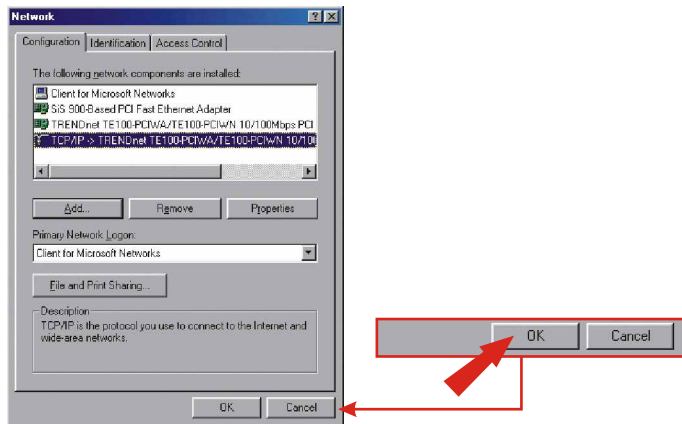 Network
Configuration Identification Access Control
The following network components are installed:
Client for Microsoft Networks
SiS 900-Based PCI Fast Ethernet Adapter
TRENDnet TE100-PCIWA/TE100-PCIWN 10/100Mbps PCI
TCP/IP -> TRENDnet TE100-PCIWA/TE100-PCIWN 10/100
Add... Remove Properties
Primary Network Logon:
Client for Microsoft Networks
File and Print Sharing...
Description
TCP/IP is the protocol you use to connect to the Internet and
wide-area networks.
OK Cancel
OK Cancel